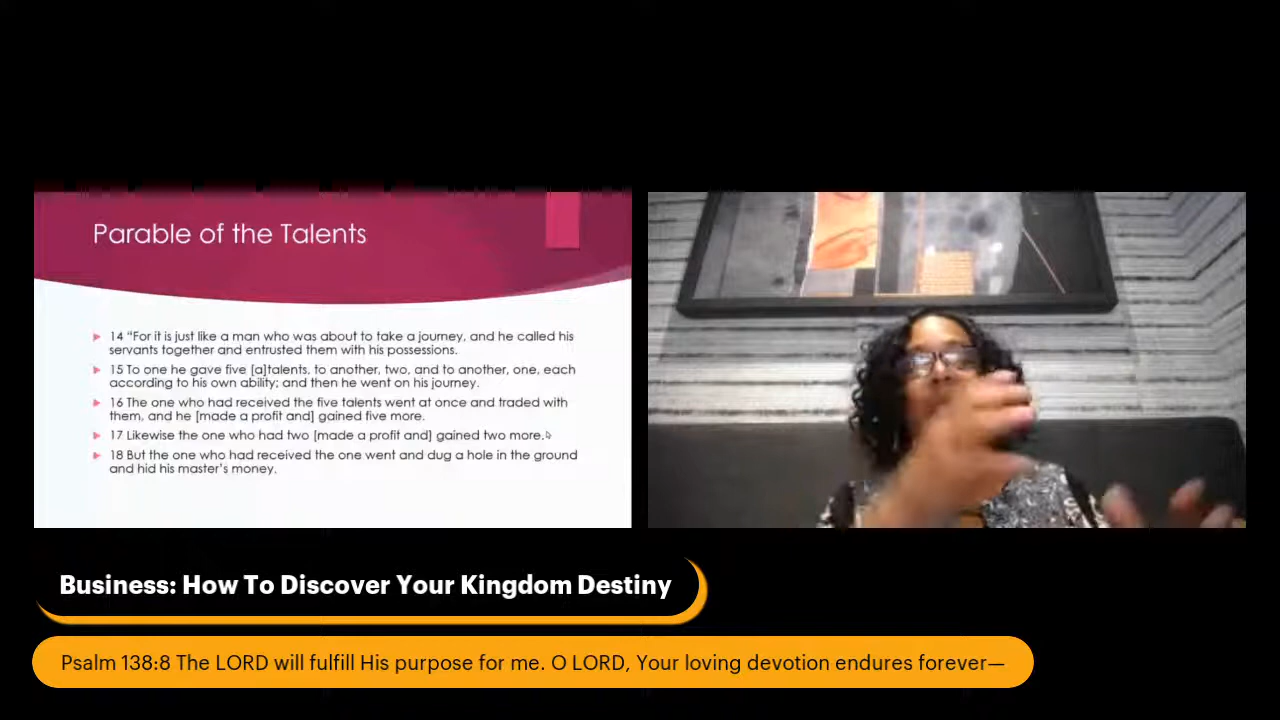 Parable of the Talents
14 “For it is just like a man who was about to take a journey, and he called his
servants together and entrusted them with his possessions.
15 To one he gave five [a]talents, to another, two, and to another, one, each
according to his own ability; and then he went on his journey.
16 The one who had received the five talents went at once and traded with
them, and he [made a profit and] gained five more.
17 Likewise the one who had two [made a profit and] gained two more.
18 But the one who had received the one went and dug a hole in the ground
and hid his master’s money.
Business: How To Discover Your Kingdom Destiny
Psalm 138:8 The LORD will fulfill His purpose for me. O LORD, Your loving devotion endures forever—